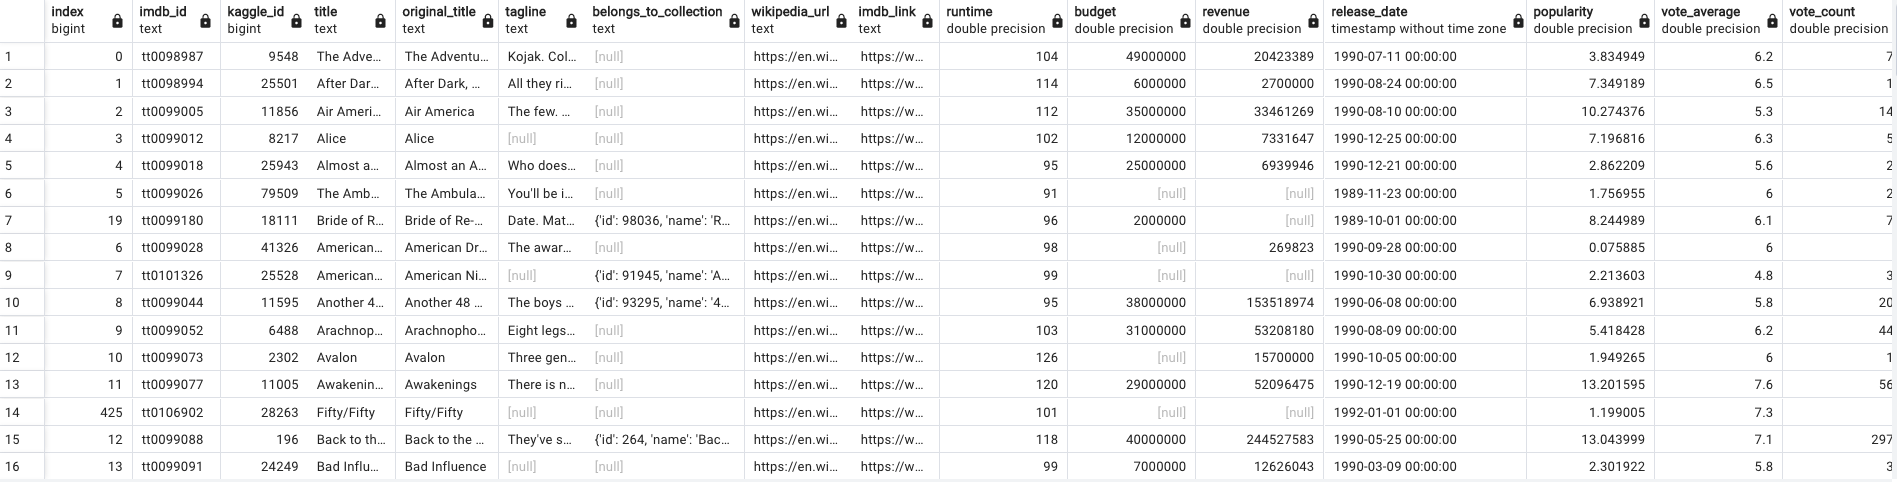 index imdb_id kaggle_id title original_title tagline belongs_to_collection wikipedia_url imdb_link runtime budget revenue release_date popularity vote_average vote_count
bigint text bigint text text text text text text double precision double precision double precision timestamp without time zone double precision double precision double precision
1 0 tt0098987 9548 The Adve... The Adventu... Kojak. Col... [null] https://en.wi... https://w... 104 49000000 20423389 1990-07-11 00:00:00 3.834949 6.2 7
2 1 tt0098994 25501 After Dar... After Dark, ... All they ri... [null] https://en.wi... https://w... 114 6000000 2700000 1990-08-24 00:00:00 7.349189 6.5 1
3 2 tt0099005 11856 Air Ameri... Air America The few. ... [null] https://en.wi... https://w... 112 35000000 33461269 1990-08-10 00:00:00 10.274376 5.3 14
4 3 tt0099012 8217 Alice Alice [null] [null] https://en.wi... https://w... 102 12000000 7331647 1990-12-25 00:00:00 7.196816 6.3 5
5 4 tt0099018 25943 Almost a... Almost an A... Who does... [null] https://en.wi... https://w... 95 25000000 6939946 1990-12-21 00:00:00 2.862209 5.6 2
6 5 tt0099026 79509 The Amb... The Ambula... You'll be i... [null] https://en.wi... https://w... 91 [null] [null] 1989-11-23 00:00:00 1.756955 6 2
7 19 tt0099180 18111 Bride of R... Bride of Re-... Date. Mat... {'id': 98036, 'name': 'R... https://en.wi... https://w... 96 2000000 [null] 1989-10-01 00:00:00 8.244989 6.1 7
8 6 tt0099028 41326 American... American Dr... The awar... [null] https://en.wi... https://w... 98 [null] 269823 1990-09-28 00:00:00 0.075885 6
9 7 tt0101326 25528 American... American Ni... [null] {'id': 91945, 'name': 'A... https://en.wi... https://w... 99 [null] [null] 1990-10-30 00:00:00 2.213603 4.8 3
10 8 tt0099044 11595 Another 4... Another 48 ... The boys ... {'id': 93295, 'name': '4... https://en.wi... https://w... 95 38000000 153518974 1990-06-08 00:00:00 6.938921 5.8 20
11 9 tt0099052 6488 Arachnop... Arachnopho... Eight legs... [null] https://en.wi... https://w... 103 31000000 53208180 1990-08-09 00:00:00 5.418428 6.2 44
12 10 tt0099073 2302 Avalon Avalon Three gen... [null] https://en.wi... https://w... 126 [null] 15700000 1990-10-05 00:00:00 1.949265 6 1
13 11 tt0099077 11005 Awakenin... Awakenings There is n... [null] https://en.wi... https://w... 120 29000000 52096475 1990-12-19 00:00:00 13.201595 7.6 56
14 425 tt0106902 28263 Fifty/Fifty Fifty/Fifty [null] [null] https://en.wi... https://w... 101 [null] [null] 1992-01-01 00:00:00 1.199005 7.3
15 12 tt0099088 196 Back to th... Back to the ... They've s... {'id': 264, 'name': 'Bac... https://en.wi... https://w... 118 40000000 244527583 1990-05-25 00:00:00 13.043999 7.1 297
16 13 tt0099091 24249 Bad Influ... Bad Influence [null] [null] https://en.wi... https://w... 99 7000000 12626043 1990-03-09 00:00:00 2.301922 5.8 3